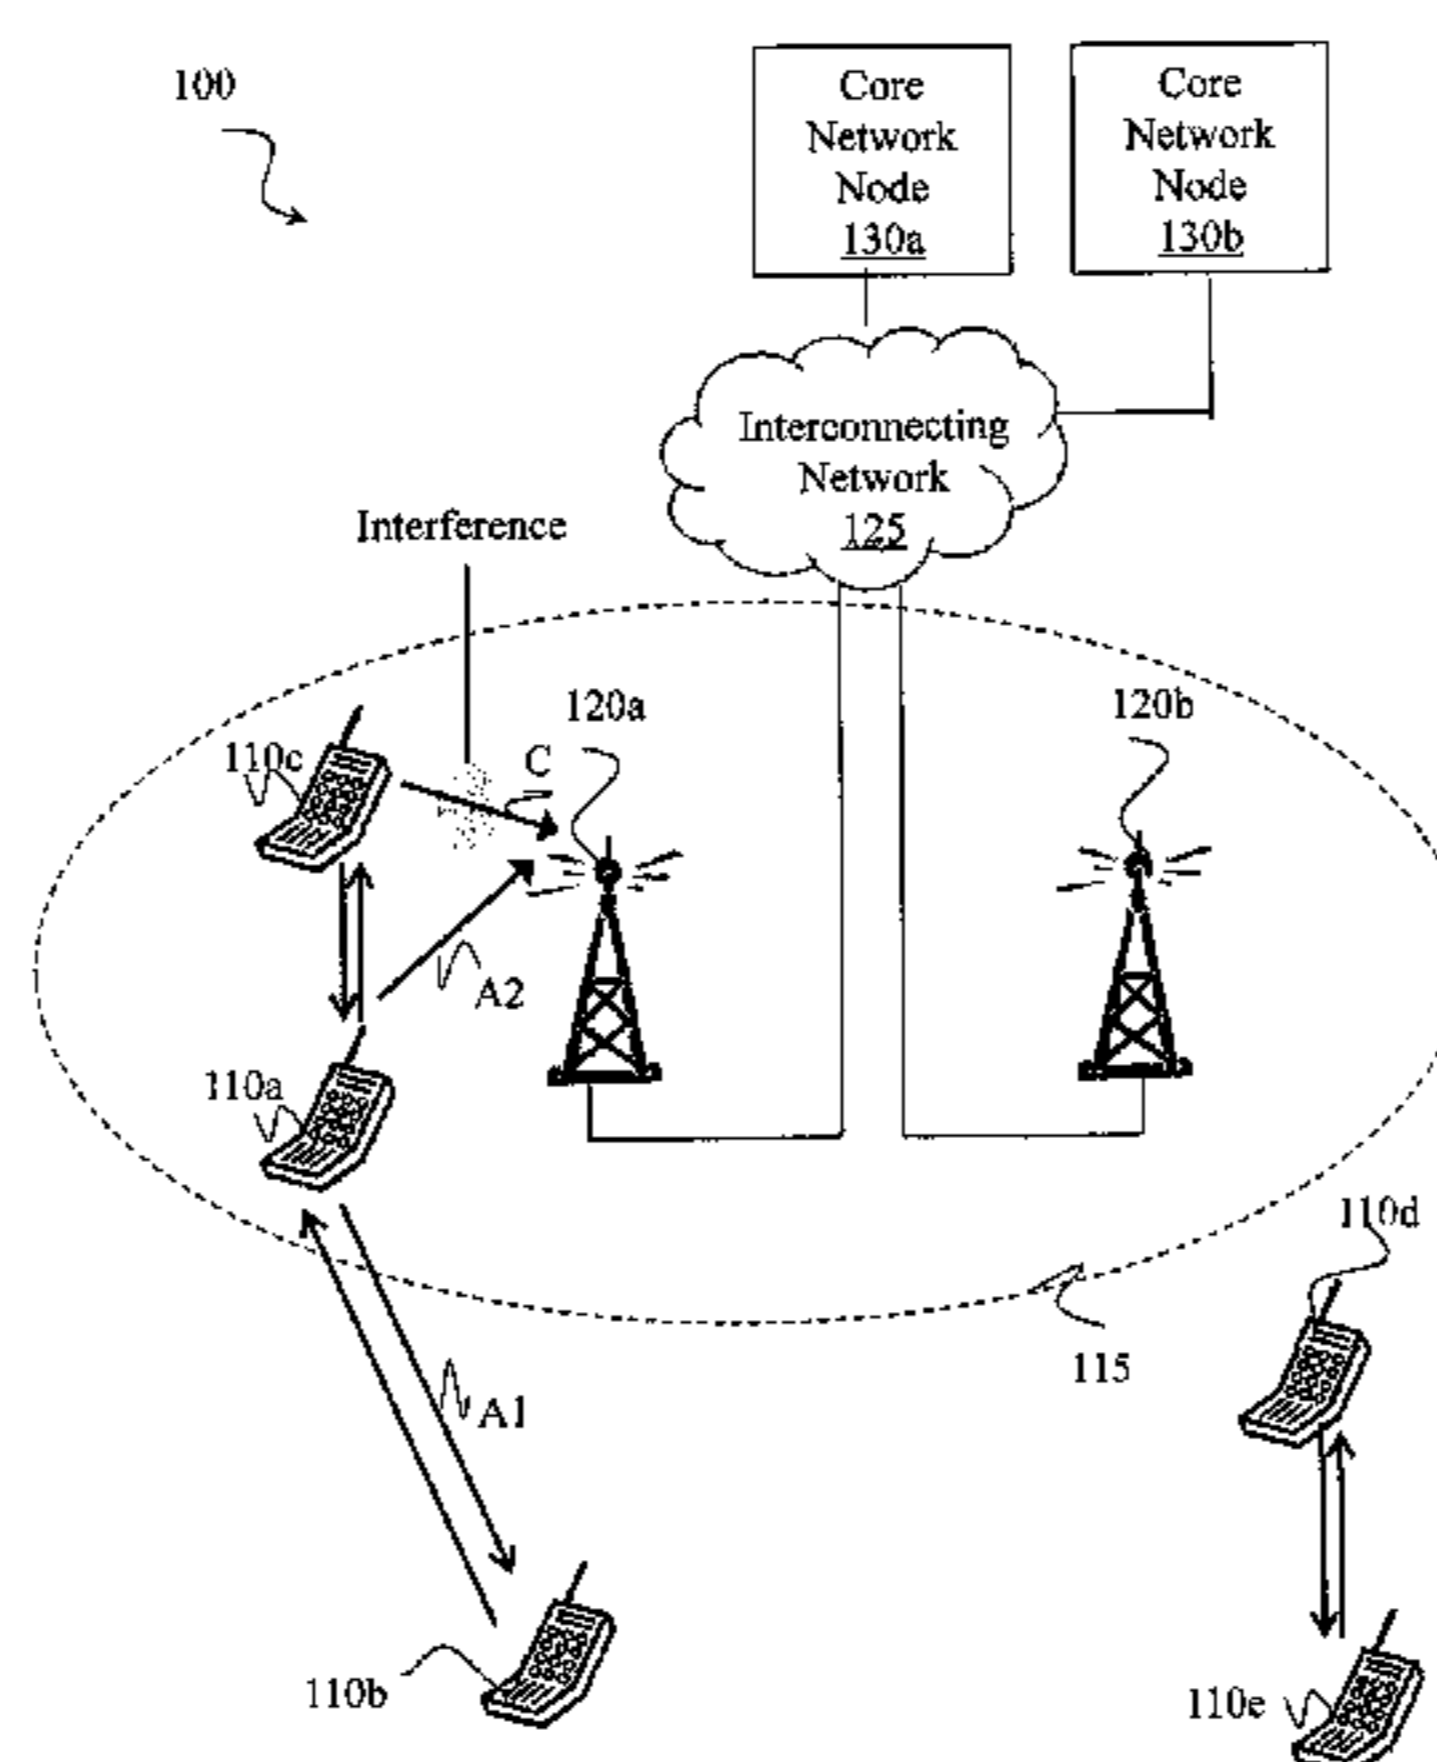 100
Core
Network
Node
130a
Core
Network
Node
130b
Interconnecting
Network
125
Interference
120a
120b
110c
C
A2
110a
110d
115
A1
110b
110e